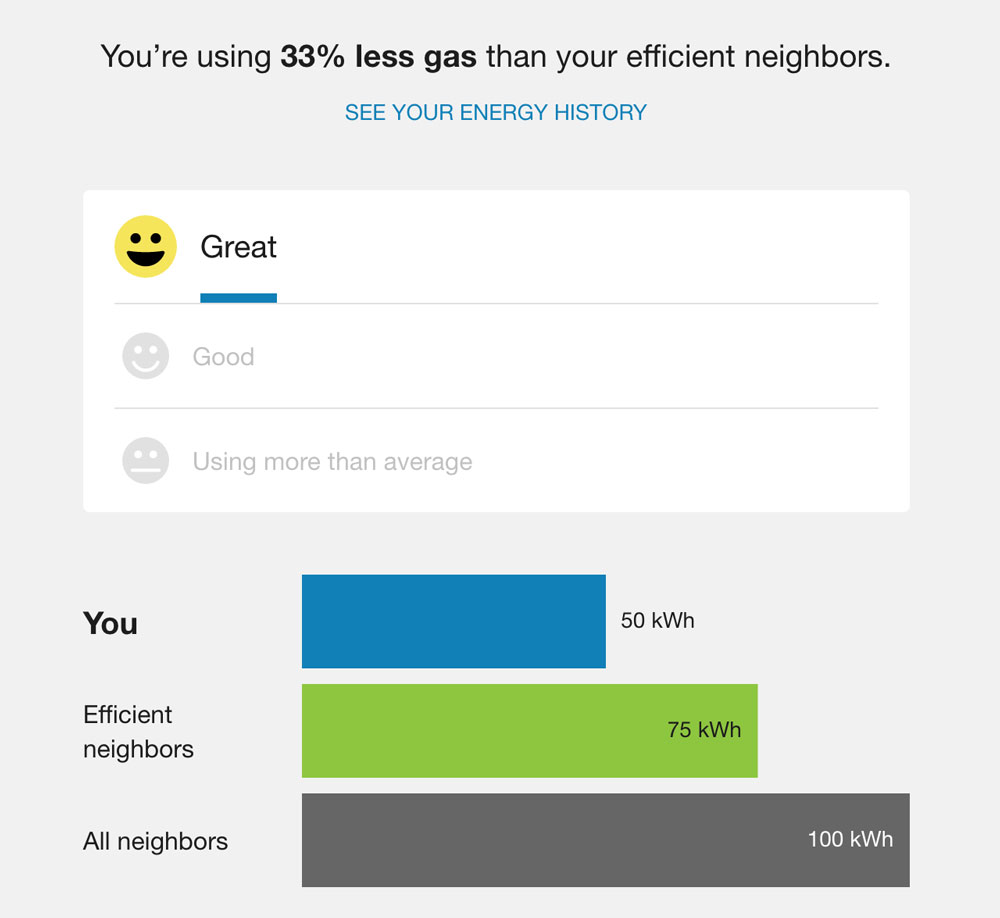 You’re using 33% less gas than your efficient neighbors.
SEE YOUR ENERGY HISTORY
Great
Good
Using more than average
You
50 kWh
Efficient
neighbors
75 kWh
All neighbors
100 kWh